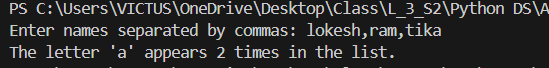 PS C:\Users\VICTUS\OneDrive\Desktop\Class\L_3_S2\Python DS\A
Enter names separated by commas: lokesh,ram,tika
The letter 'a' appears 2 times in the list.